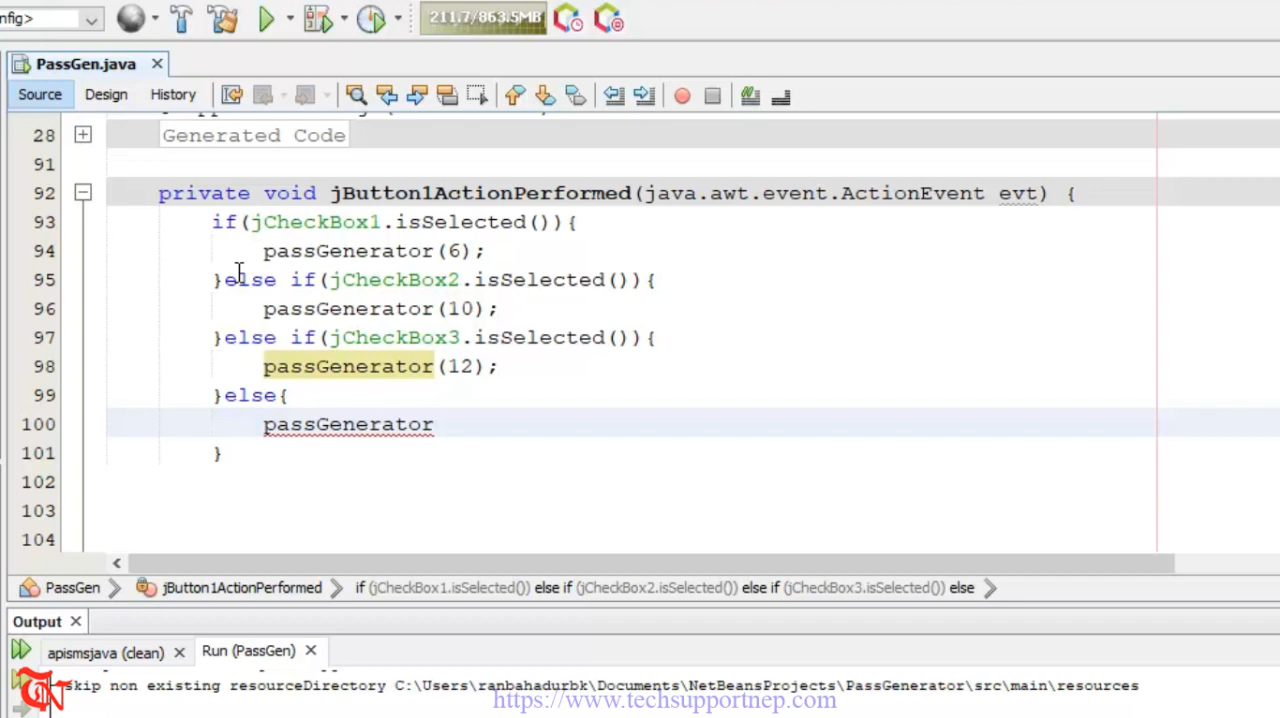 nfig>
211.7/863.5MB
PassGen.java
Source Design History
28 Generated Code
91
92 private void jButton1ActionPerformed(java.awt.event.ActionEvent evt) {
93 if(jCheckBox1.isSelected()){
94 passGenerator(6);
95 }else if(jCheckBox2.isSelected()){
96 passGenerator(10);
97 }else if(jCheckBox3.isSelected()){
98 passGenerator(12);
99 }else{
100 passGenerator
101 }
102
103
104
PassGen jButton1ActionPerformed if (jCheckBox1.isSelected()) else if (jCheckBox2.isSelected()) else if (jCheckBox3.isSelected()) else
Output
apismsjava (clean) Run (PassGen)
skip non existing resourceDirectory C:\Users\ranbahadurbk\Documents\NetBeansProjects\PassGenerator\src\main\resources
https://www.techsupportnep.com